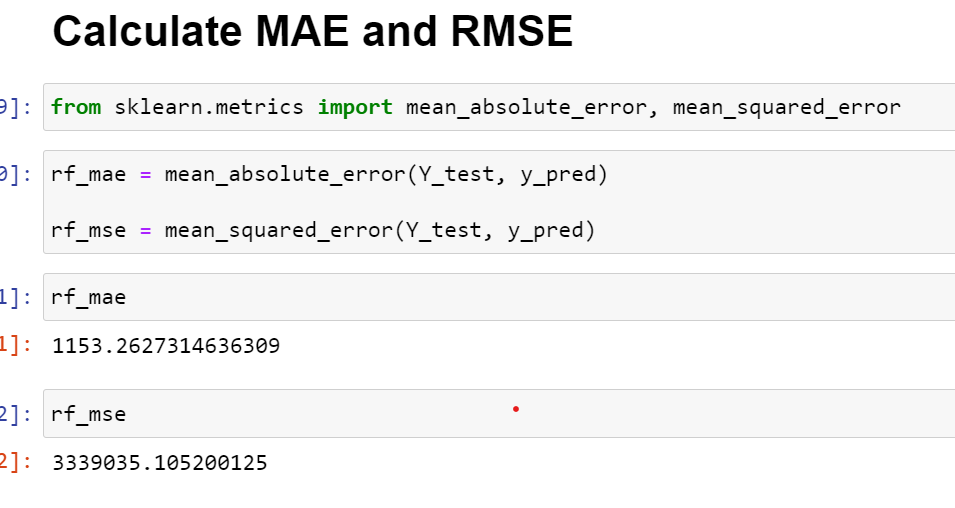 Calculate MAE and RMSE
9]: from sklearn.metrics import mean_absolute_error, mean_squared_error
0]: rf_mae = mean_absolute_error(Y_test, y_pred)
rf_mse = mean_squared_error(Y_test, y_pred)
1]: rf_mae
1]: 1153.2627314636309
2]: rf_mse
2]: 3339035.105200125